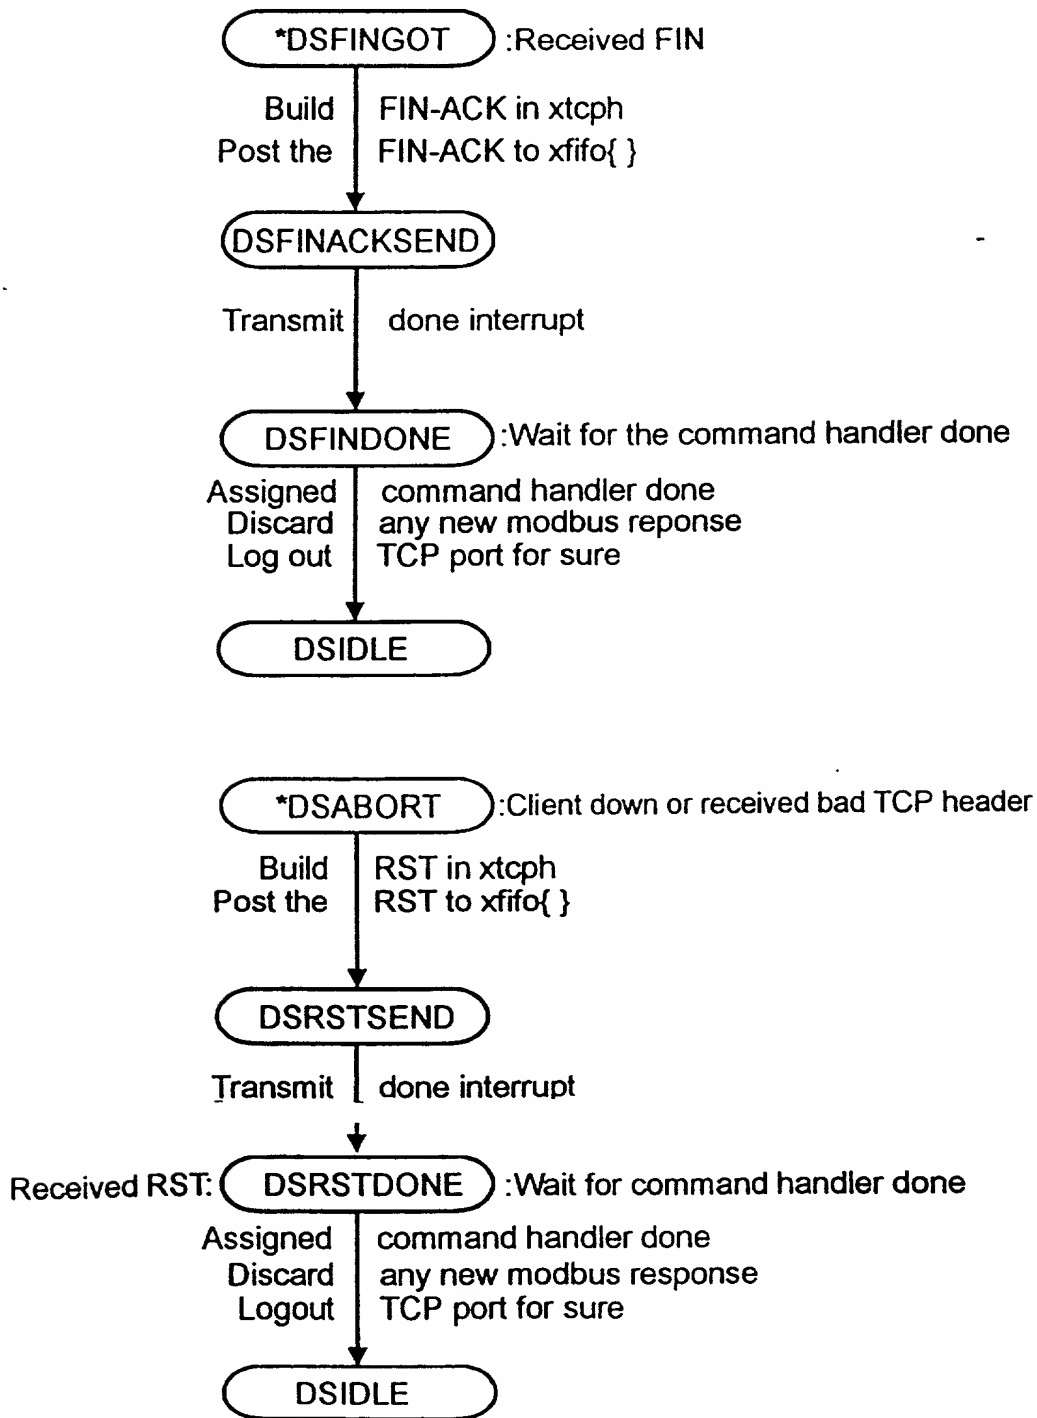 *DSFINGOT :Received FIN
Build FIN-ACK in xtcph
Post the FIN-ACK to xfifo{ }
DSFINACKSEND
Transmit done interrupt
DSFINDONE :Wait for the command handler done
Assigned command handler done
Discard any new modbus reponse
Log out TCP port for sure
DSIDLE
*DSABORT :Client down or received bad TCP header
Build RST in xtcph
Post the RST to xfifo{ }
DSRSTSEND
Transmit done interrupt
Received RST: DSRSTDONE :Wait for command handler done
Assigned command handler done
Discard any new modbus response
Logout TCP port for sure
DSIDLE